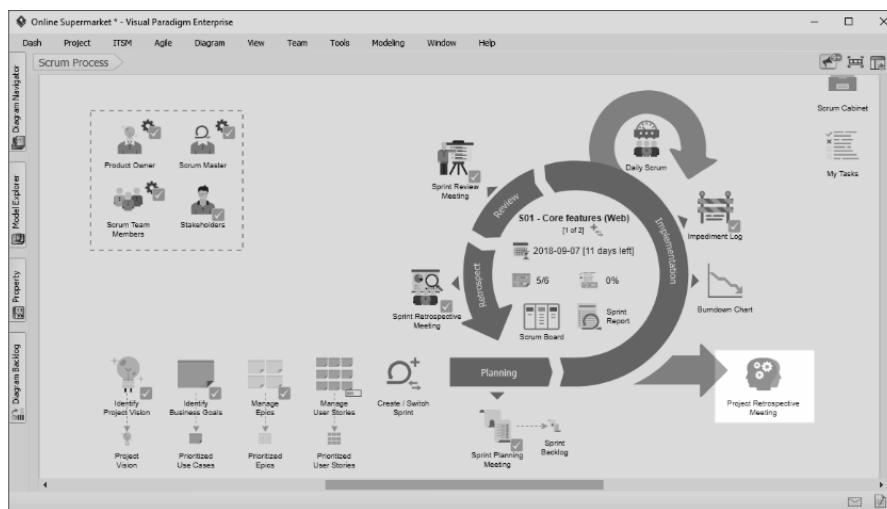 Online Supermarket * - Visual Paradigm Enterprise
Dash Project ITSM Agile Diagram View Team Tools Modeling Window Help
Scrum Process
Diagram Navigator
Model Explorer
Property
Diagram Backlog
Scrum Cabinet
My Tasks
Product Owner
Scrum Master
Scrum Team
Members
Stakeholders
Daily Scrum
Sprint Review
Meeting
Review
Implementation
Retrospect
S01 - Core features (Web)
[1 of 2]
2018-09-07 [11 days left]
5/6
0%
Scrum Board
Sprint
Report
Impediment Log
Burndown Chart
Sprint Retrospective
Meeting
Planning
Project Retrospective
Meeting
Identify
Project Vision
Identify
Business Goals
Manage
Epics
Manage
User Stories
Create / Switch
Sprint
Project
Vision
Prioritized
Use Cases
Prioritized
Epics
Prioritized
User Stories
Sprint Planning
Meeting
Sprint
Backlog